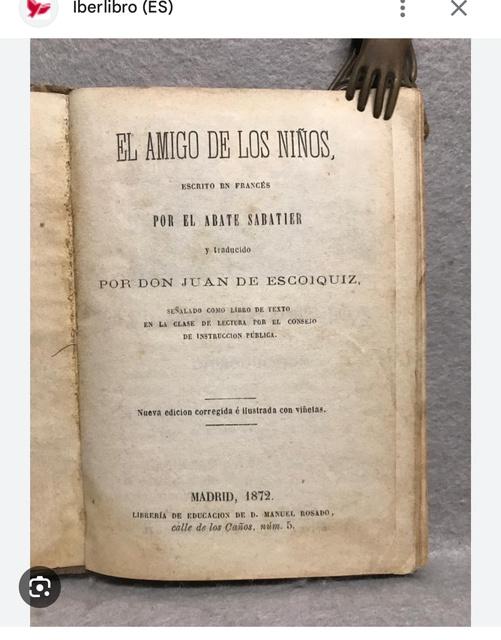 Iberlibro (ES)
EL AMIGO DE LOS NIÑOS,
ESCRITO EN FRANCÉS
POR EL ABATE SABATIER
y traducido
POR DON JUAN DE ESCOIQUIZ,
SEÑALADO COMO LIBRO DE TEXTO
EN LA CLASE DE LECTURA POR EL CONSEJO
DE INSTRUCCION PÚBLICA.
Nueva edicion corregida é ilustrada con viñetas.
MADRID, 1872.
LIBRERÍA DE EDUCACION DE D. MANUEL ROSADO,
calle de los Caños, núm. 5.